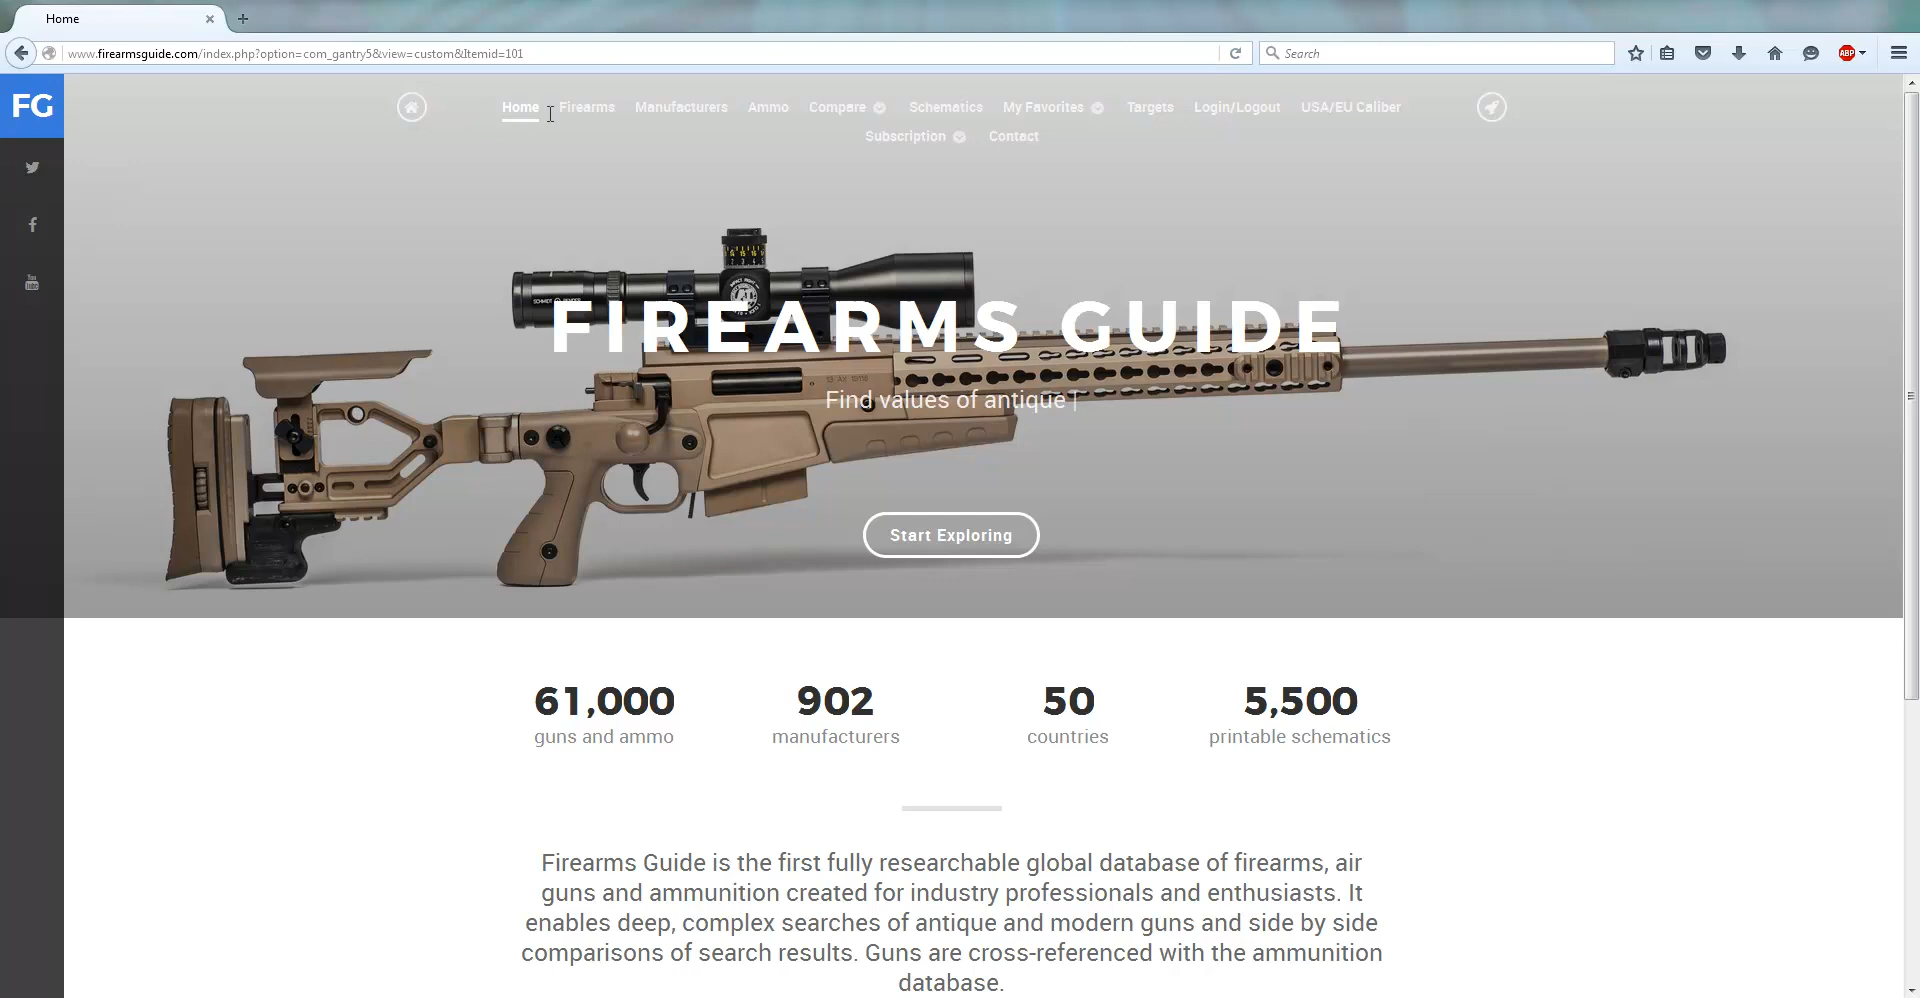 Home
www.firearmsguide.com/index.php?option=com_gantry5&view=custom&Itemid=101
Search
ABP
FG
Home Firearms Manufacturers Ammo Compare Schematics My Favorites Targets Login/Logout USA/EU Caliber
Subscription Contact
You
Tube
SCHMIDT BENDER
FIREARMS GUIDE
Find values of antique |
Start Exploring
61,000 902 50 5,500
guns and ammo manufacturers countries printable schematics
Firearms Guide is the first fully researchable global database of firearms, air
guns and ammunition created for industry professionals and enthusiasts. It
enables deep, complex searches of antique and modern guns and side by side
comparisons of search results. Guns are cross-referenced with the ammunition
database.